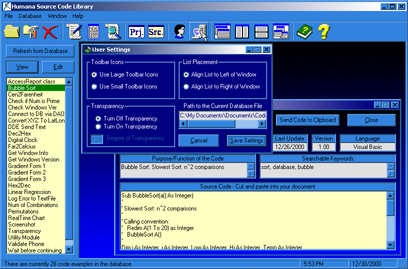 Humana Source Code Library
File Database Window Help
Prj. Src.
Refresh from Database
View Edit
AccessReport class
Bubble Sort
Cen2Farenheit
Check if Num is Prime
Check Windows Ver
Connect to DB via DAO
Convert XYZ To LatLon
DDE Send Text
Dec2Hex
Digital Clock
Far2Celcius
Get Window Info
Get Window Version
Gradient Form 1
Gradient Form 2
Gradient Form 3
Hex2Dec
Linear Regression
Log Error to TextFile
Num of Combinations
Permutations
RealTime Chart
Screenshot
Transparency
Utility Module
Validate Phone
Wait before continuing
User Settings
Toolbar Icons
Use Large Toolbar Icons
Use Small Toolbar Icons
List Placement
Align List to Left of Window
Align List to Right of Window
Transparency
Turn Off Transparency
Turn On Transparency
Degree of Transparency
Path to the Current Database File
C:\My Documents\Documents\Code
Cancel Save Settings
Send Code to Clipboard Close
Last Update Version Language
12/26/2000 1.00 Visual Basic
Purpose/Function of the Code Searchable Keywords
Bubble Sort: Slowest Sort: n^2 comparisons sort, database, bubble
Source Code - Cut and paste into your document
Sub BubbleSort(a() As Integer)
'
' Slowest Sort: n^2 comparisons
'
' Calling convention:
' Redim A(1 To 20) as Integer
' BubbleSort A()
'
Dim i As Integer, j As Integer, Low As Integer, Hi As Integer, Temp As Integer
There are currently 28 code examples in the database. 5:53 PM 12/30/2000